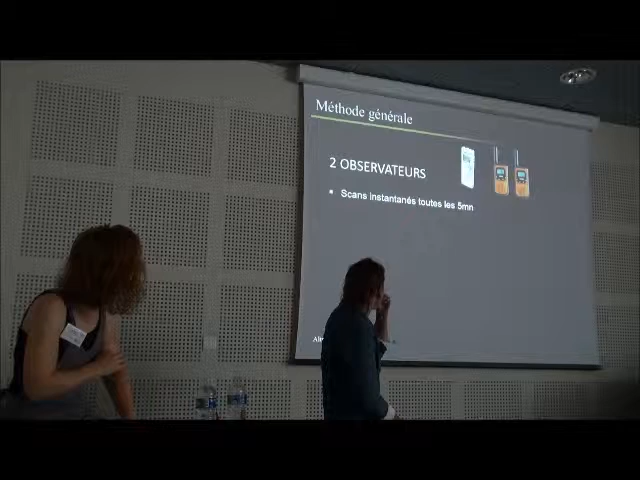 Méthode générale
2 OBSERVATEURS
▪ Scans instantanés toutes les 5mn